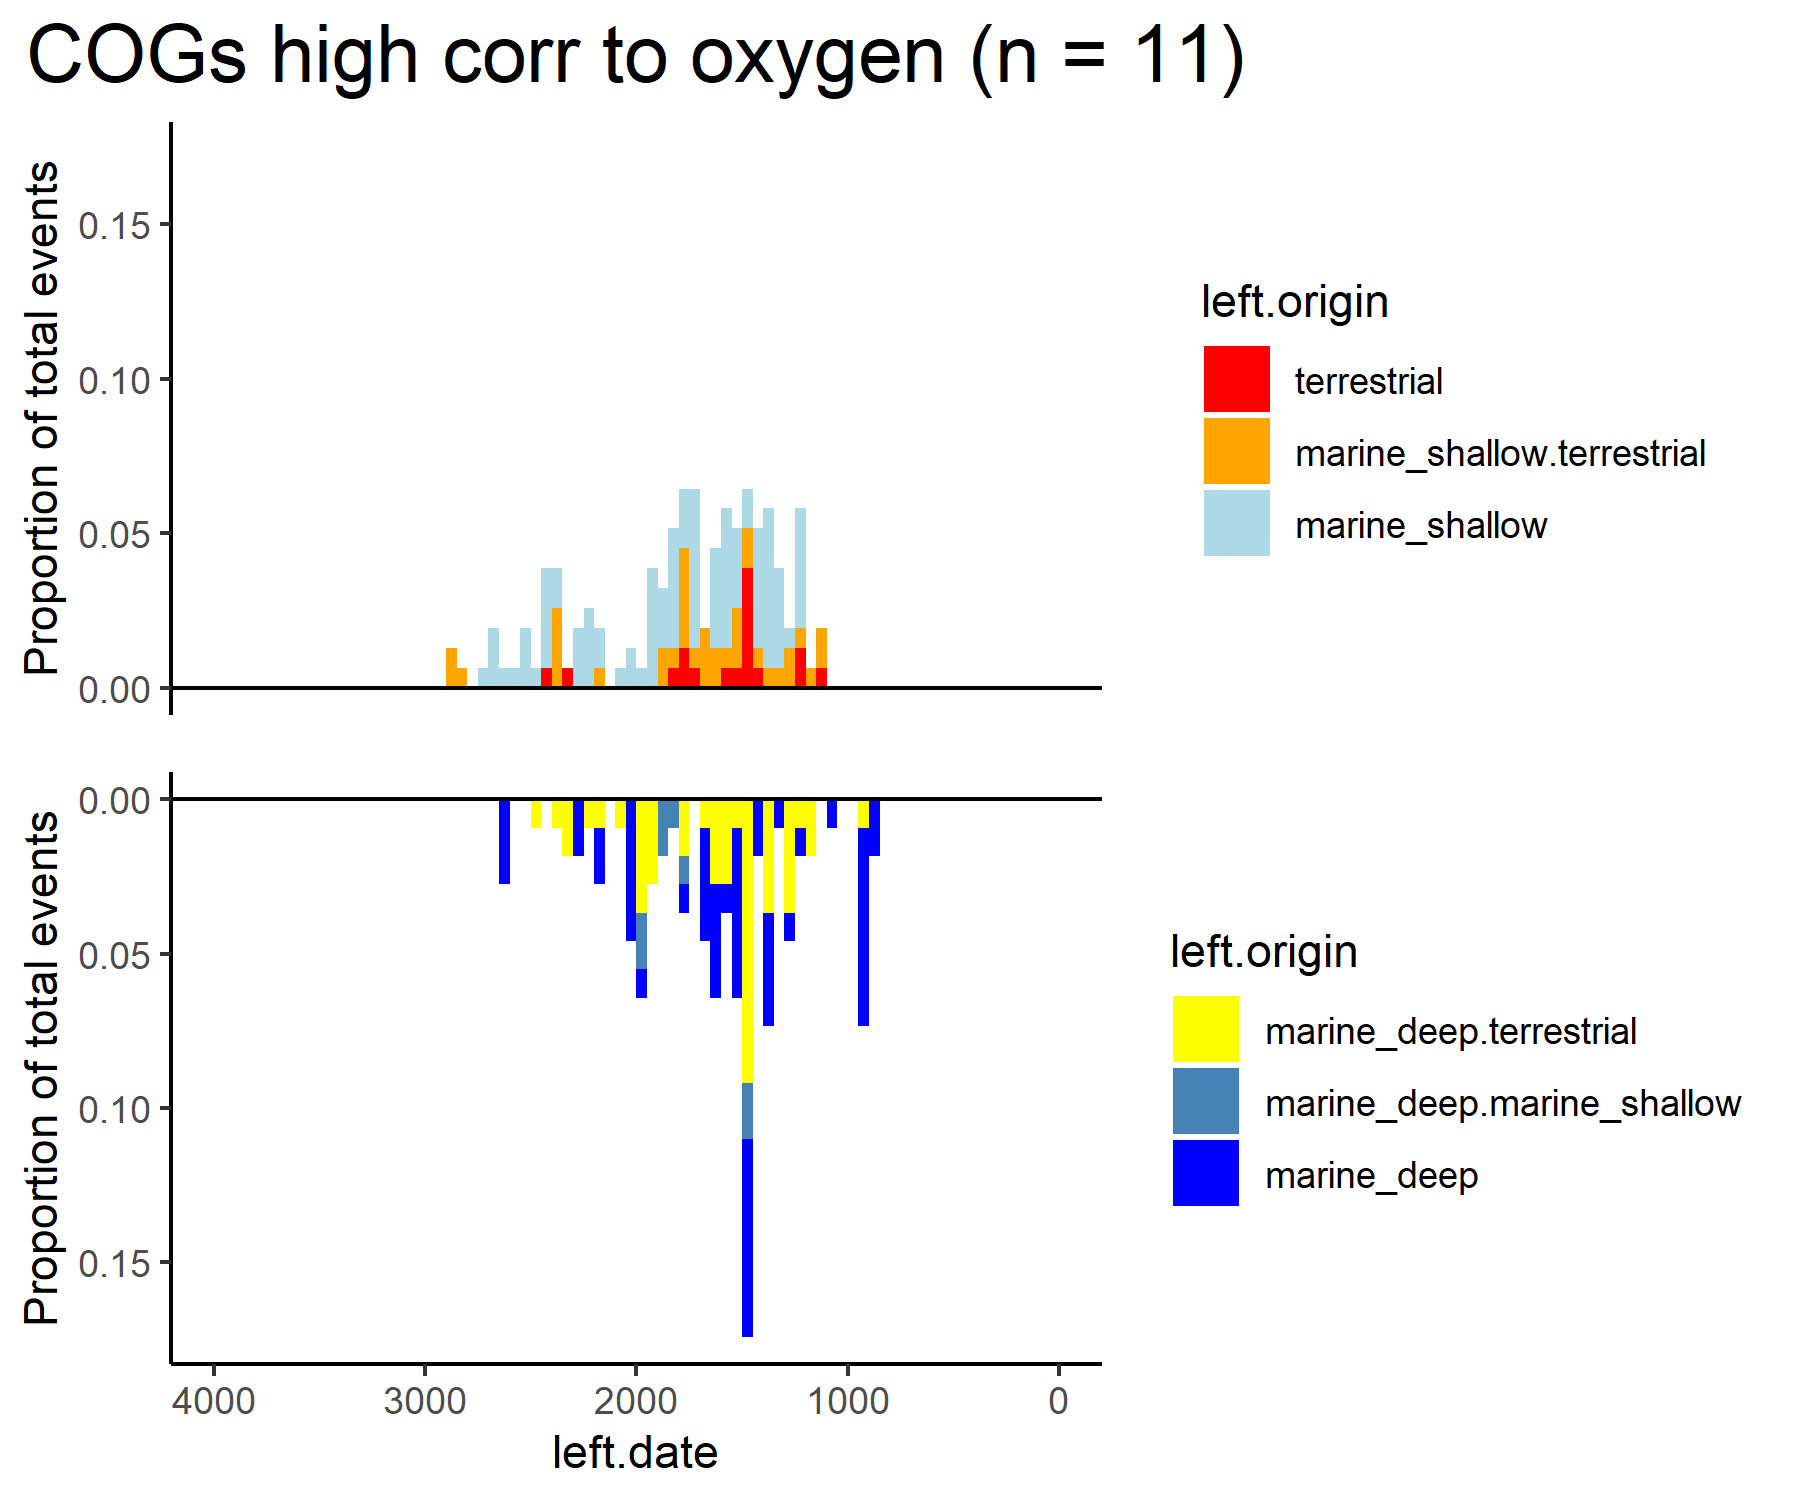 COGs high corr to oxygen (n = 11)
Proportion of total events
0.15
0.10
0.05
0.00
left.origin
terrestrial
marine_shallow.terrestrial
marine_shallow
Proportion of total events
0.00
0.05
0.10
0.15
left.origin
marine_deep.terrestrial
marine_deep.marine_shallow
marine_deep
4000 3000 2000 1000 0
left.date